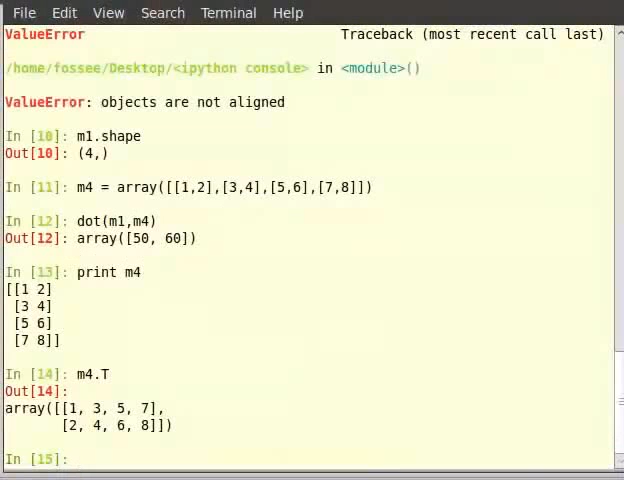 File Edit View Search Terminal Help
ValueError Traceback (most recent call last)
/home/fossee/Desktop/<ipython console> in <module>()
ValueError: objects are not aligned
In [10]: m1.shape
Out[10]: (4,)
In [11]: m4 = array([[1,2],[3,4],[5,6],[7,8]])
In [12]: dot(m1,m4)
Out[12]: array([50, 60])
In [13]: print m4
[[1 2]
[3 4]
[5 6]
[7 8]]
In [14]: m4.T
Out[14]:
array([[1, 3, 5, 7],
[2, 4, 6, 8]])
In [15]: